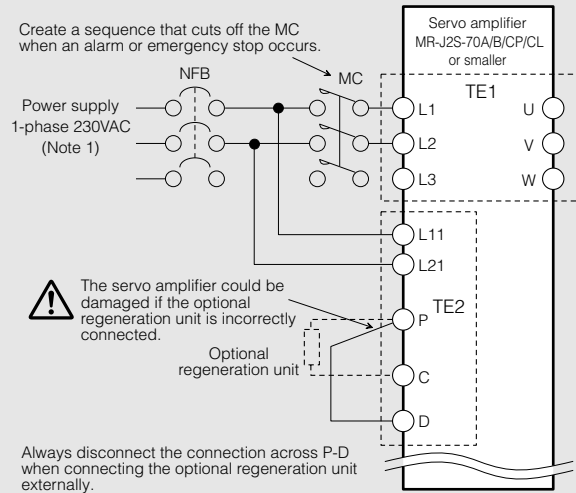 Create a sequence that cuts off the MC
when an alarm or emergency stop occurs.
Servo amplifier
MR-J2S-70A/B/CP/CL
or smaller
NFB
MC
TE1
Power supply
1-phase 230VAC
(Note 1)
L1
U
L2
V
L3
W
L11
L21
The servo amplifier could be
damaged if the optional
regeneration unit is incorrectly
connected.
TE2
P
Optional
regeneration unit
C
D
Always disconnect the connection across P-D
when connecting the optional regeneration unit
externally.